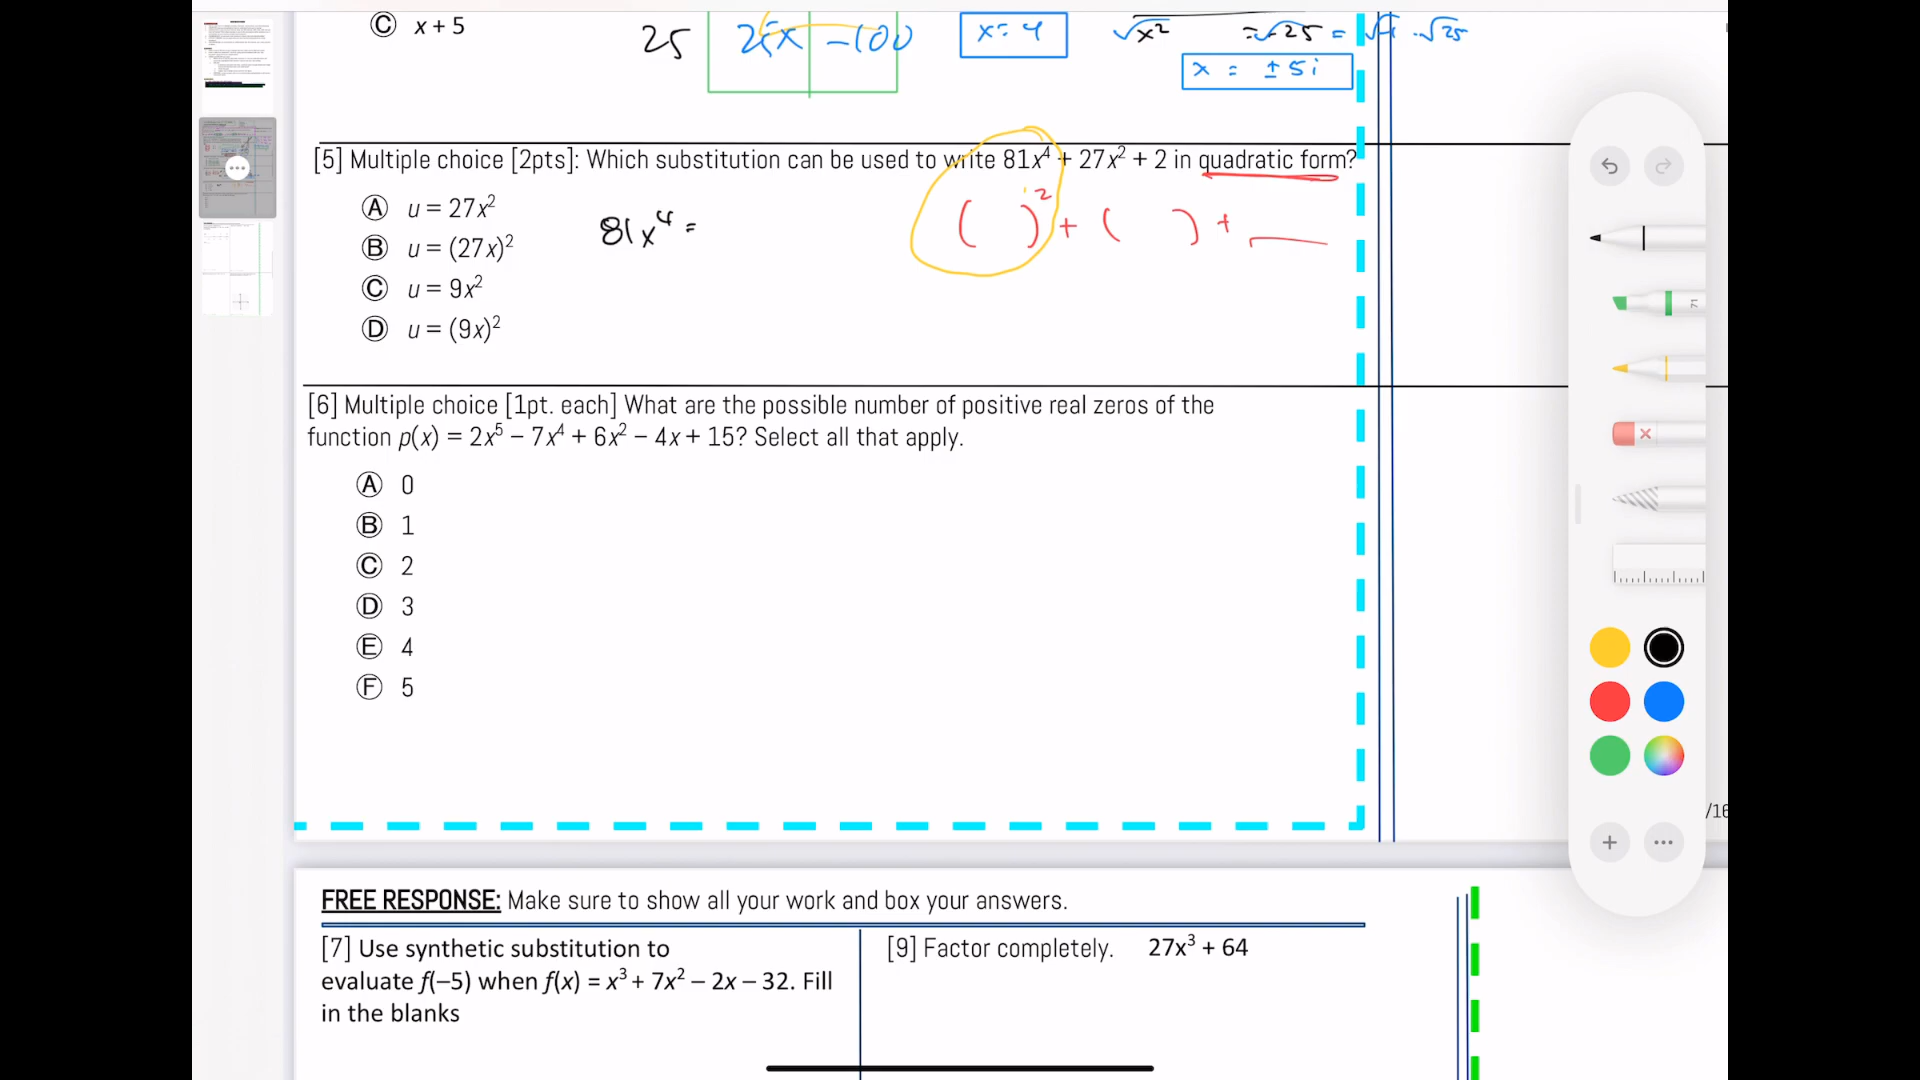 Ⓒ x + 5
25 25x -100
x = 4
√x² = √-25 = √-1 · √25
x = ± 5i
[5] Multiple choice [2pts]: Which substitution can be used to write 81x⁴ + 27x² + 2 in quadratic form?
Ⓐ u = 27x²
Ⓑ u = (27x)²
Ⓒ u = 9x²
Ⓓ u = (9x)²
81x⁴ =
( )² + ( ) + __
[6] Multiple choice [1pt. each] What are the possible number of positive real zeros of the
function p(x) = 2x⁵ – 7x⁴ + 6x² – 4x + 15? Select all that apply.
Ⓐ 0
Ⓑ 1
Ⓒ 2
Ⓓ 3
Ⓔ 4
Ⓕ 5
/16
FREE RESPONSE: Make sure to show all your work and box your answers.
[7] Use synthetic substitution to
evaluate f(–5) when f(x) = x³ + 7x² – 2x – 32. Fill
in the blanks
[9] Factor completely. 27x³ + 64
71